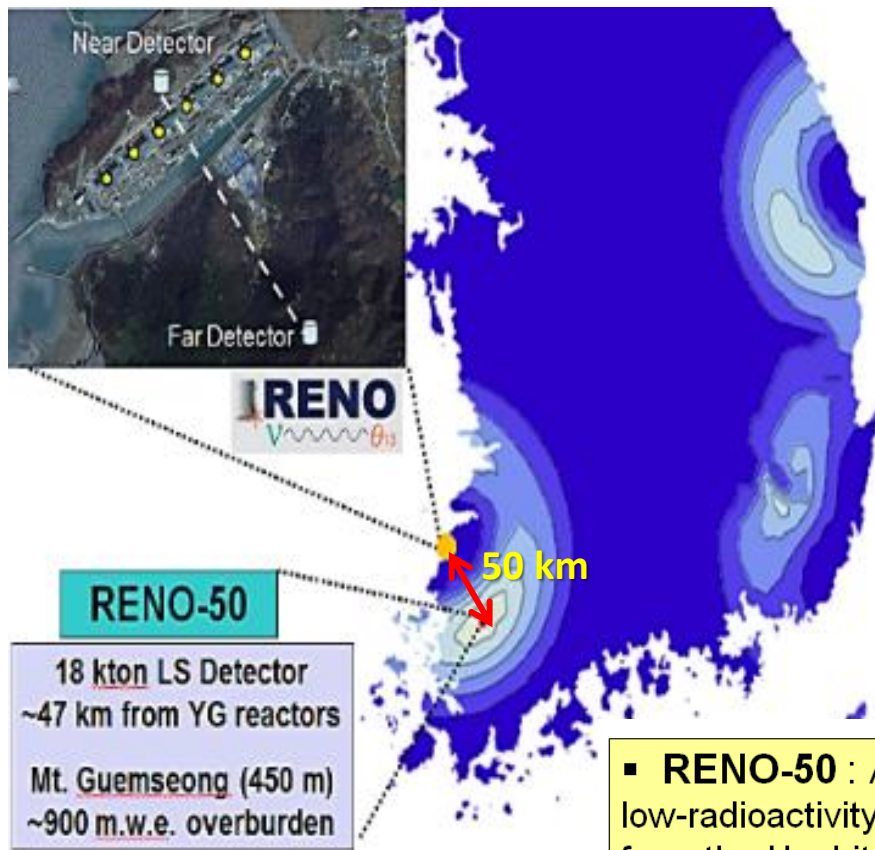 Near Detector
Far Detector
RENO
ν θ13
50 km
RENO-50
18 kton LS Detector
~47 km from YG reactors
Mt. Guemseong (450 m)
~900 m.w.e. overburden
▪ RENO-50 : A
low-radioactivity